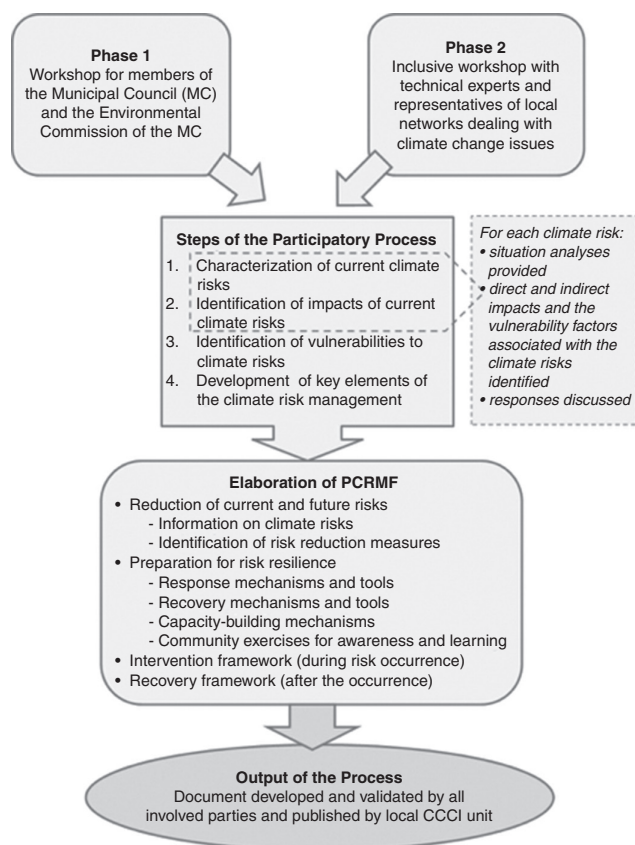 Phase 1
Workshop for members of
the Municipal Council (MC)
and the Environmental
Commission of the MC
Phase 2
Inclusive workshop with
technical experts and
representatives of local
networks dealing with
climate change issues
Steps of the Participatory Process
1. Characterization of current climate
risks
2. Identification of impacts of current
climate risks
3. Identification of vulnerabilities to
climate risks
4. Development of key elements of
the climate risk management
For each climate risk:
• situation analyses
provided
• direct and indirect
impacts and the
vulnerability factors
associated with the
climate risks
identified
• responses discussed
Elaboration of PCRMF
• Reduction of current and future risks
- Information on climate risks
- Identification of risk reduction measures
• Preparation for risk resilience
- Response mechanisms and tools
- Recovery mechanisms and tools
- Capacity-building mechanisms
- Community exercises for awareness and learning
• Intervention framework (during risk occurrence)
• Recovery framework (after the occurrence)
Output of the Process
Document developed and validated by all
involved parties and published by local CCCI unit